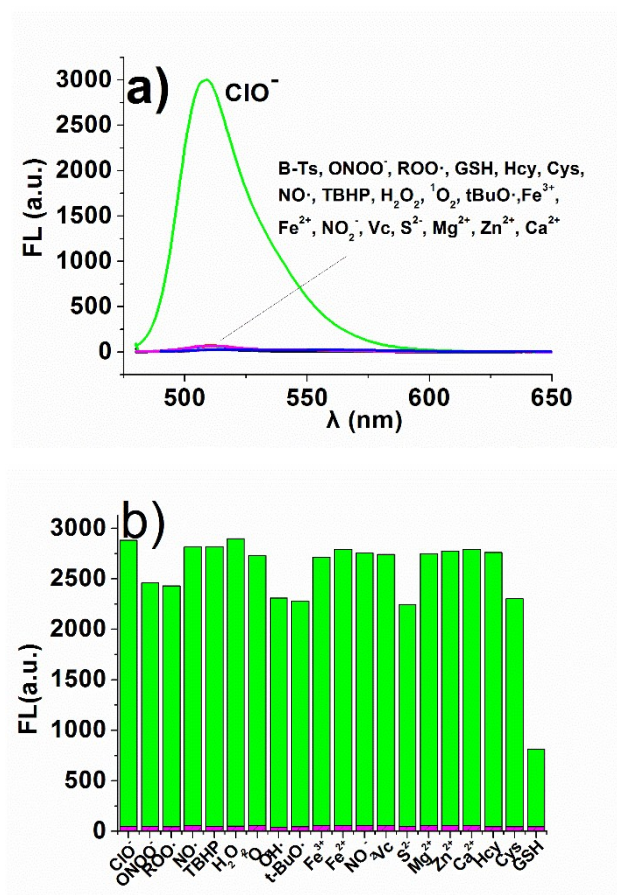 a)
ClO⁻
B-Ts, ONOO⁻, ROO·, GSH, Hcy, Cys,
NO·, TBHP, H₂O₂, ¹O₂, tBuO·,Fe³⁺,
Fe²⁺, NO₂⁻, Vc, S²⁻, Mg²⁺, Zn²⁺, Ca²⁺
FL (a.u.)
3000
2500
2000
1500
1000
500
0
500
550
600
650
λ (nm)
b)
FL(a.u.)
3000
2500
2000
1500
1000
500
0
ClO⁻
ONOO⁻
ROO·
NO·
TBHP
H₂O₂
¹O₂
OH·
t-BuO·
Fe³⁺
Fe²⁺
NO₂⁻
Vc
S²⁻
Mg²⁺
Zn²⁺
Ca²⁺
Hcy
Cys
GSH